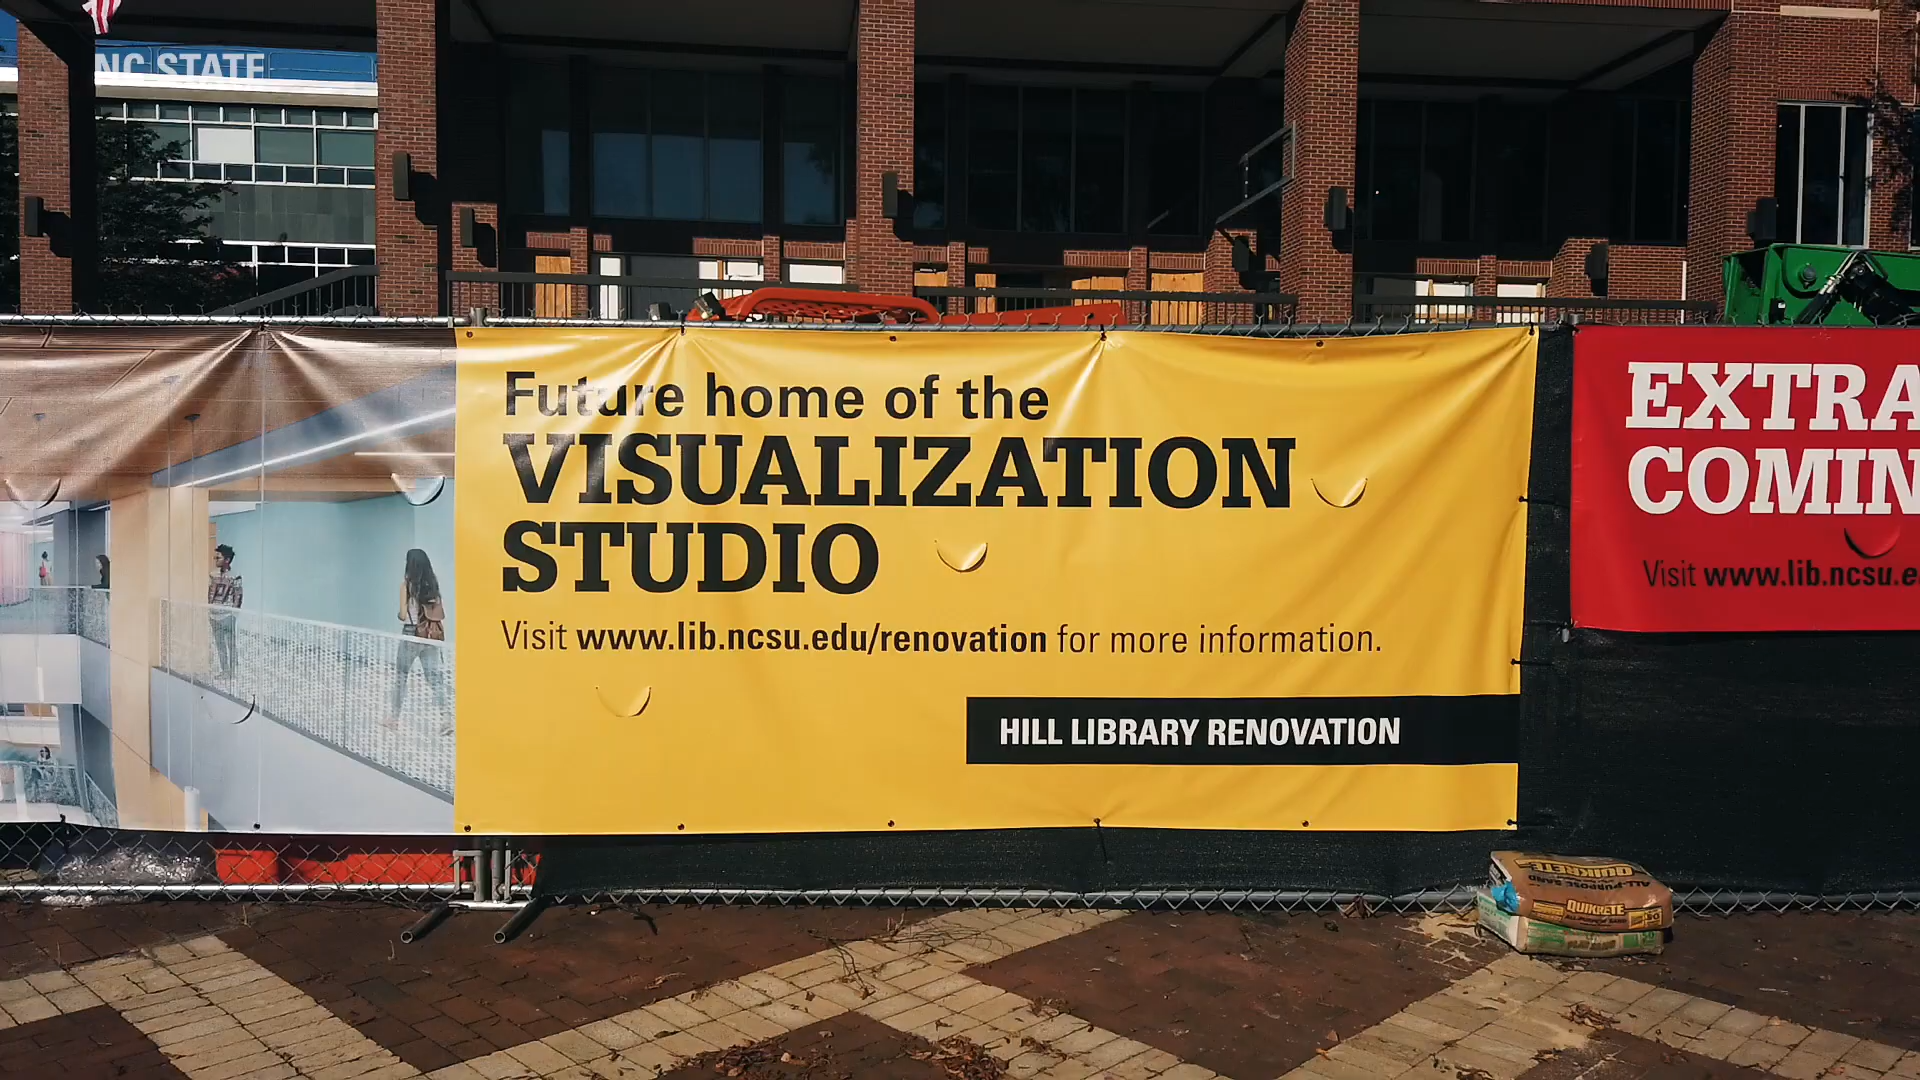 NC STATE
Future home of the
VISUALIZATION
STUDIO
Visit www.lib.ncsu.edu/renovation for more information.
HILL LIBRARY RENOVATION
EXTRA
COMIN
Visit www.lib.ncsu.e
QUIKRETE
ALL-PURPOSE SAND
QUIKRETE